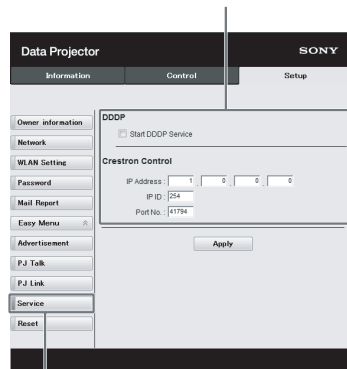 Data Projector
SONY
Information Control Setup
Owner information
Network
WLAN Setting
Password
Mail Report
Easy Menu
Advertisement
PJ Talk
PJ Link
Service
Reset
DDDP
Start DDDP Service
Crestron Control
IP Address : 1 . 0 . 0 . 0
IP ID : 254
Port No. : 41794
Apply